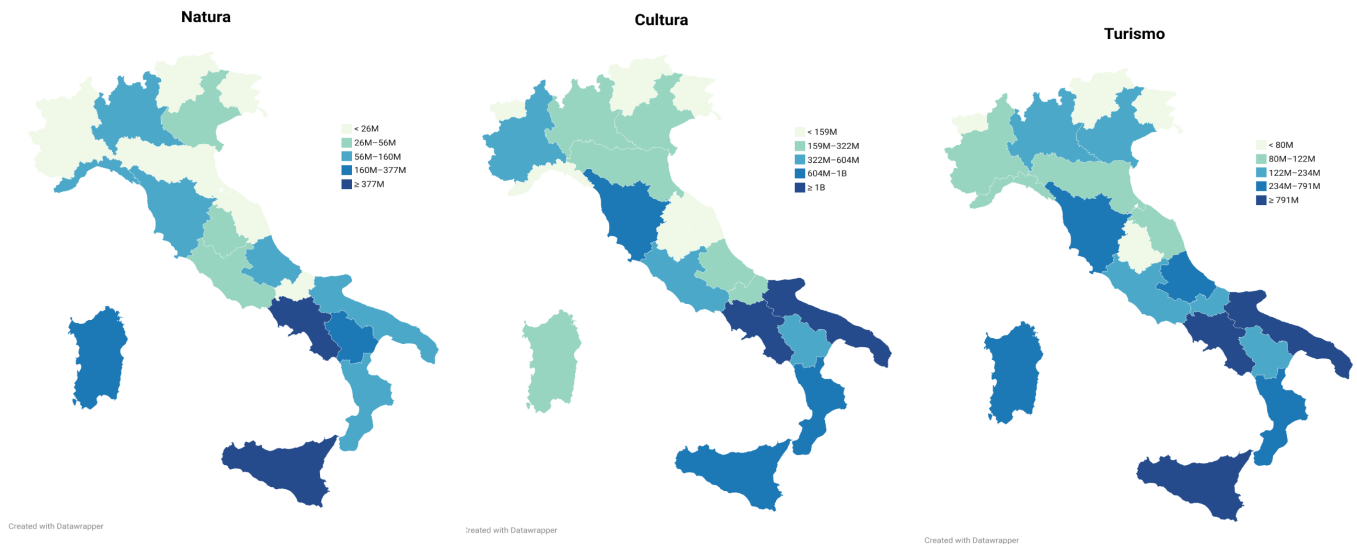 Natura
< 26M
26M–56M
56M–160M
160M–377M
≥ 377M
Created with Datawrapper
Cultura
< 159M
159M–322M
322M–604M
604M–1B
≥ 1B
Created with Datawrapper
Turismo
< 80M
80M–122M
122M–234M
234M–791M
≥ 791M
Created with Datawrapper